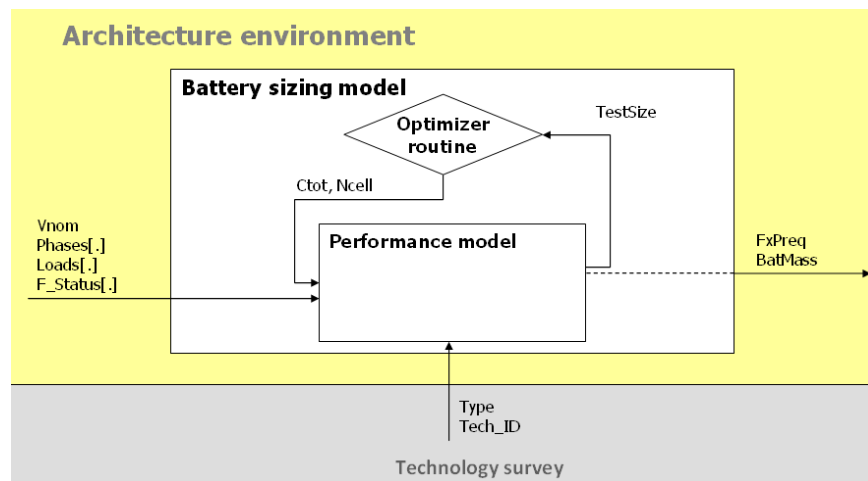 Architecture environment
Battery sizing model
Optimizer
routine
TestSize
Ctot, Ncell
Vnom
Phases[.]
Loads[.]
F_Status[.]
Performance model
FxPreq
BatMass
Type
Tech_ID
Technology survey